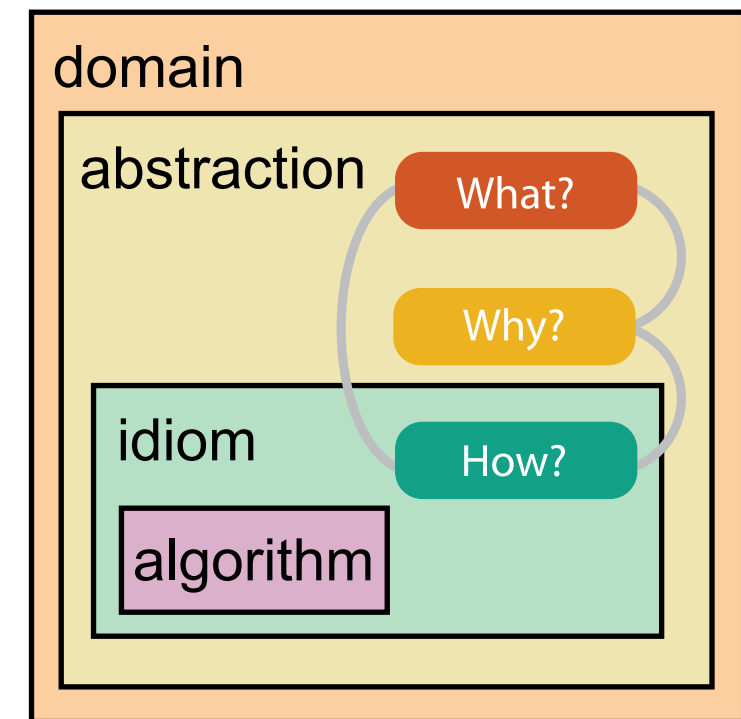 domain
abstraction
What?
Why?
idiom
How?
algorithm